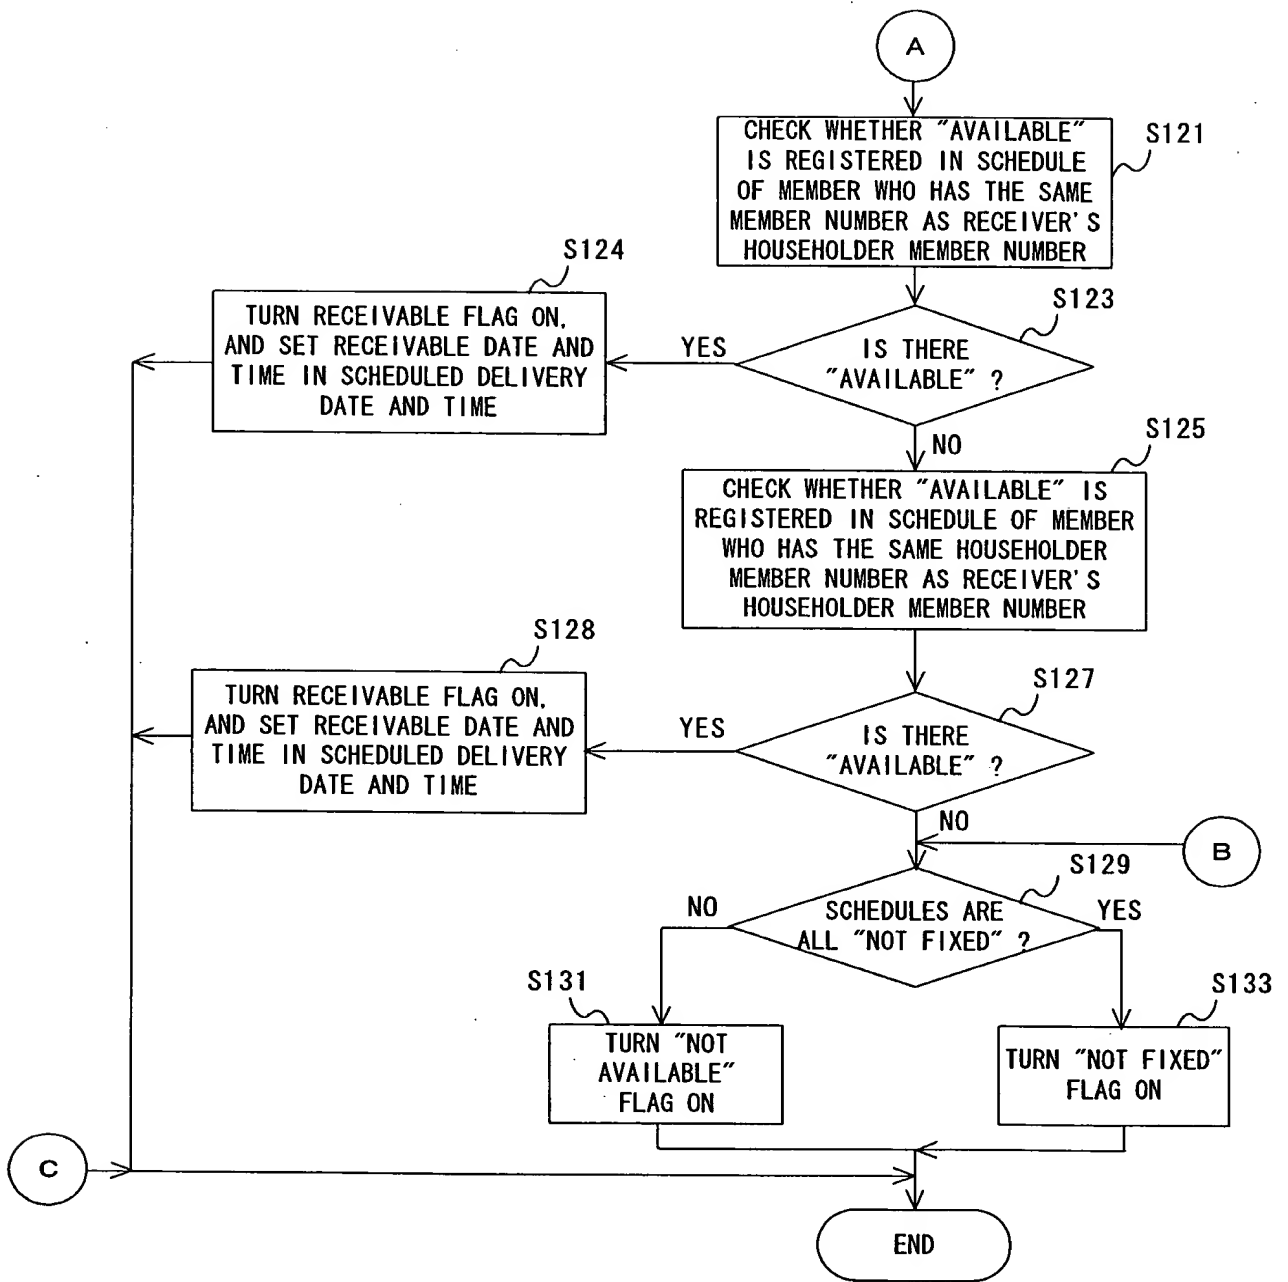 A
CHECK WHETHER "AVAILABLE"
IS REGISTERED IN SCHEDULE
OF MEMBER WHO HAS THE SAME
MEMBER NUMBER AS RECEIVER'S
HOUSEHOLDER MEMBER NUMBER
S121
S124
TURN RECEIVABLE FLAG ON,
AND SET RECEIVABLE DATE AND
TIME IN SCHEDULED DELIVERY
DATE AND TIME
YES
IS THERE
"AVAILABLE" ?
S123
NO
S125
CHECK WHETHER "AVAILABLE" IS
REGISTERED IN SCHEDULE OF MEMBER
WHO HAS THE SAME HOUSEHOLDER
MEMBER NUMBER AS RECEIVER'S
HOUSEHOLDER MEMBER NUMBER
S128
TURN RECEIVABLE FLAG ON,
AND SET RECEIVABLE DATE AND
TIME IN SCHEDULED DELIVERY
DATE AND TIME
YES
IS THERE
"AVAILABLE" ?
S127
NO
B
S129
NO
SCHEDULES ARE
ALL "NOT FIXED" ?
YES
S131
TURN "NOT
AVAILABLE"
FLAG ON
S133
TURN "NOT FIXED"
FLAG ON
C
END